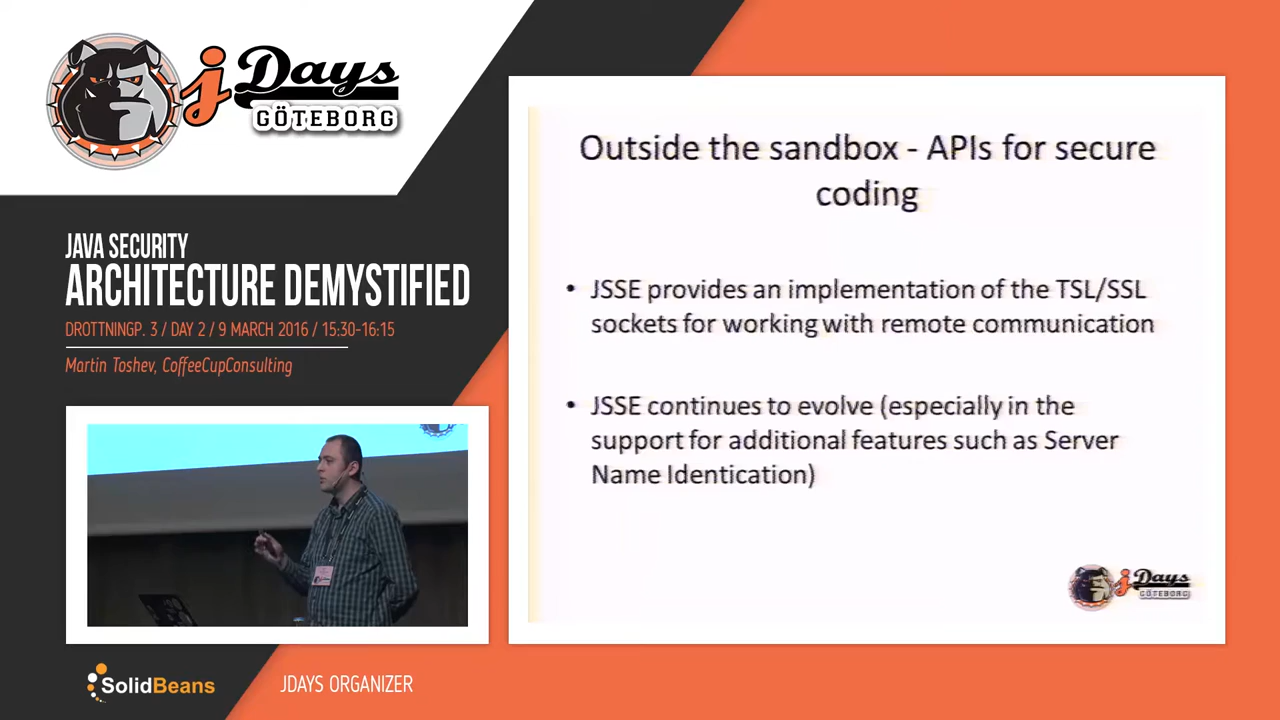 jDays
GÖTEBORG
JAVA SECURITY
ARCHITECTURE DEMYSTIFIED
DROTTNINGP. 3 / DAY 2 / 9 MARCH 2016 / 15:30-16:15
Martin Toshev, CoffeeCupConsulting
Outside the sandbox - APIs for secure
coding
• JSSE provides an implementation of the TSL/SSL
sockets for working with remote communication
• JSSE continues to evolve (especially in the
support for additional features such as Server
Name Identication)
jDays
GÖTEBORG
SolidBeans
JDAYS ORGANIZER